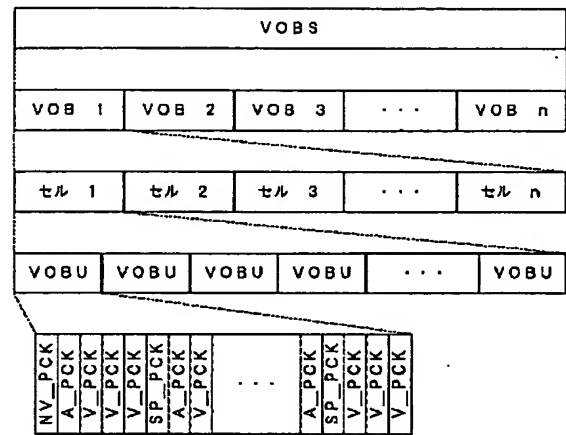 VOBS
VOB 1 VOB 2 VOB 3 ・・・ VOB n
セル 1 セル 2 セル 3 ・・・ セル n
VOBU VOBU VOBU VOBU ・・・ VOBU
NV_PCK A_PCK V_PCK V_PCK V_PCK SP_PCK A_PCK V_PCK ・・・ A_PCK SP_PCK V_PCK V_PCK V_PCK